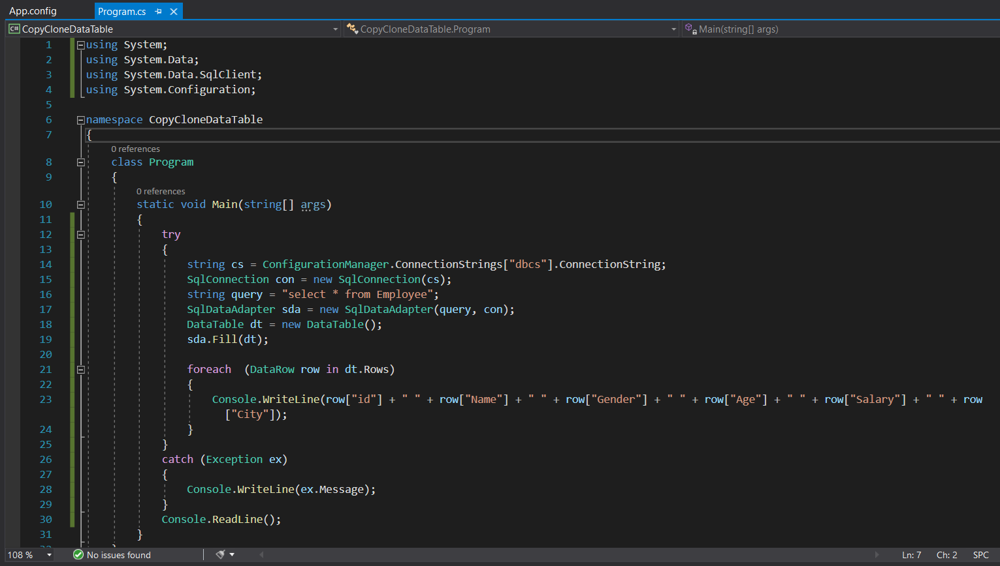 App.config Program.cs
C# CopyCloneDataTable CopyCloneDataTable.Program Main(string[] args)
1 using System;
2 using System.Data;
3 using System.Data.SqlClient;
4 using System.Configuration;
5
6 namespace CopyCloneDataTable
7 {
0 references
8 class Program
9 {
0 references
10 static void Main(string[] args)
11 {
12 try
13 {
14 string cs = ConfigurationManager.ConnectionStrings["dbcs"].ConnectionString;
15 SqlConnection con = new SqlConnection(cs);
16 string query = "select * from Employee";
17 SqlDataAdapter sda = new SqlDataAdapter(query, con);
18 DataTable dt = new DataTable();
19 sda.Fill(dt);
20
21 foreach  (DataRow row in dt.Rows)
22 {
23 Console.WriteLine(row["id"] + " " + row["Name"] + " " + row["Gender"] + " " + row["Age"] + " " + row["Salary"] + " " + row
["City"]);
24 }
25 }
26 catch (Exception ex)
27 {
28 Console.WriteLine(ex.Message);
29 }
30 Console.ReadLine();
31 }
108 % No issues found Ln: 7 Ch: 2 SPC